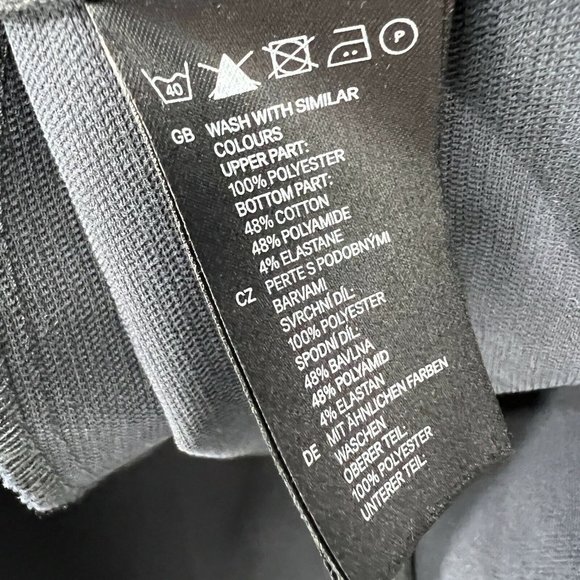 40 P
GB WASH WITH SIMILAR
COLOURS
UPPER PART:
100% POLYESTER
BOTTOM PART:
48% COTTON
48% POLYAMIDE
4% ELASTANE
CZ PERTE S PODOBNÝMI
BARVAMI
SVRCHNÍ DÍL:
100% POLYESTER
SPODNÍ DÍL:
48% BAVLNA
48% POLYAMID
4% ELASTAN
DE MIT ÄHNLICHEN FARBEN
WASCHEN
OBERER TEIL:
100% POLYESTER
UNTERER TEIL: